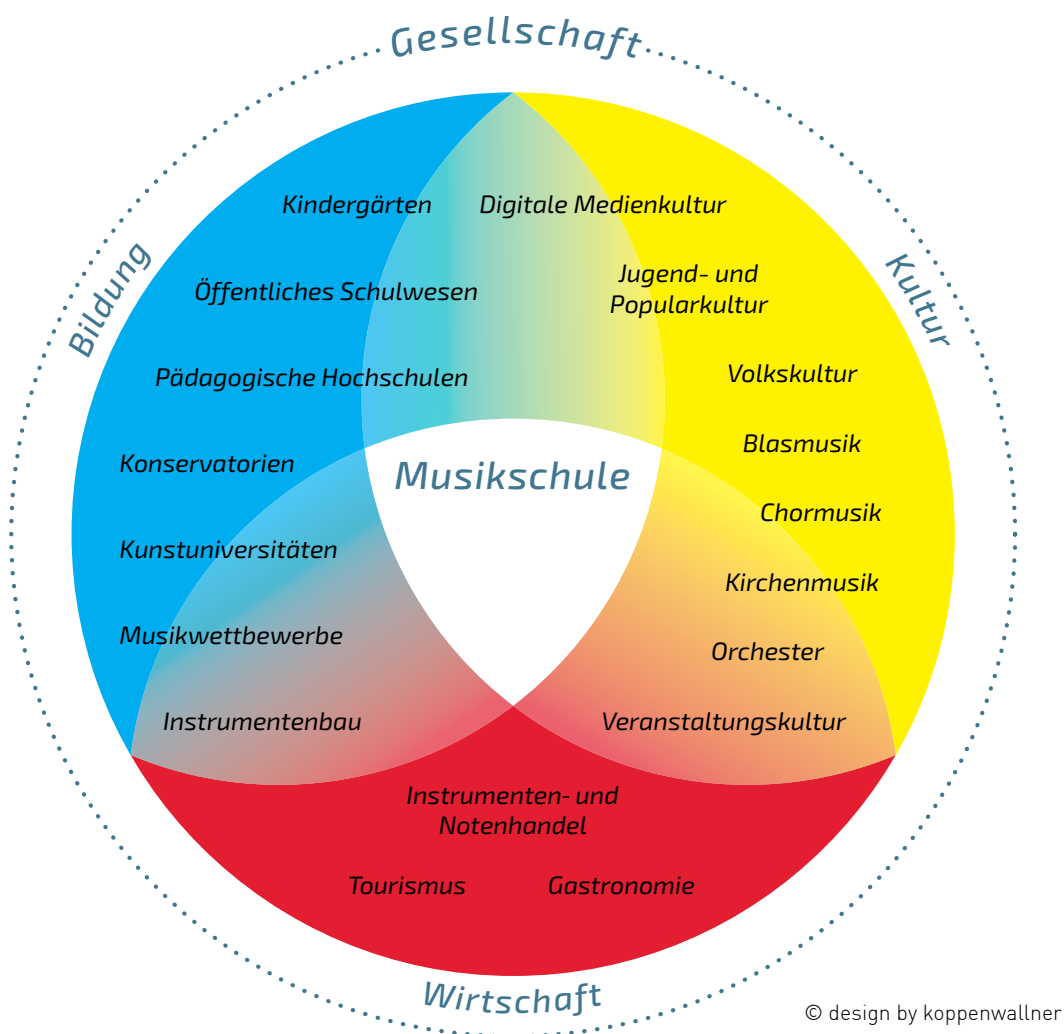 Gesellschaft
Bildung
Kultur
Kindergärten
Digitale Medienkultur
Öffentliches Schulwesen
Jugend- und
Popularkultur
Pädagogische Hochschulen
Volkskultur
Blasmusik
Konservatorien
Musikschule
Chormusik
Kunstuniversitäten
Kirchenmusik
Musikwettbewerbe
Orchester
Instrumentenbau
Veranstaltungskultur
Instrumenten- und
Notenhandel
Tourismus
Gastronomie
Wirtschaft
© design by koppenwallner